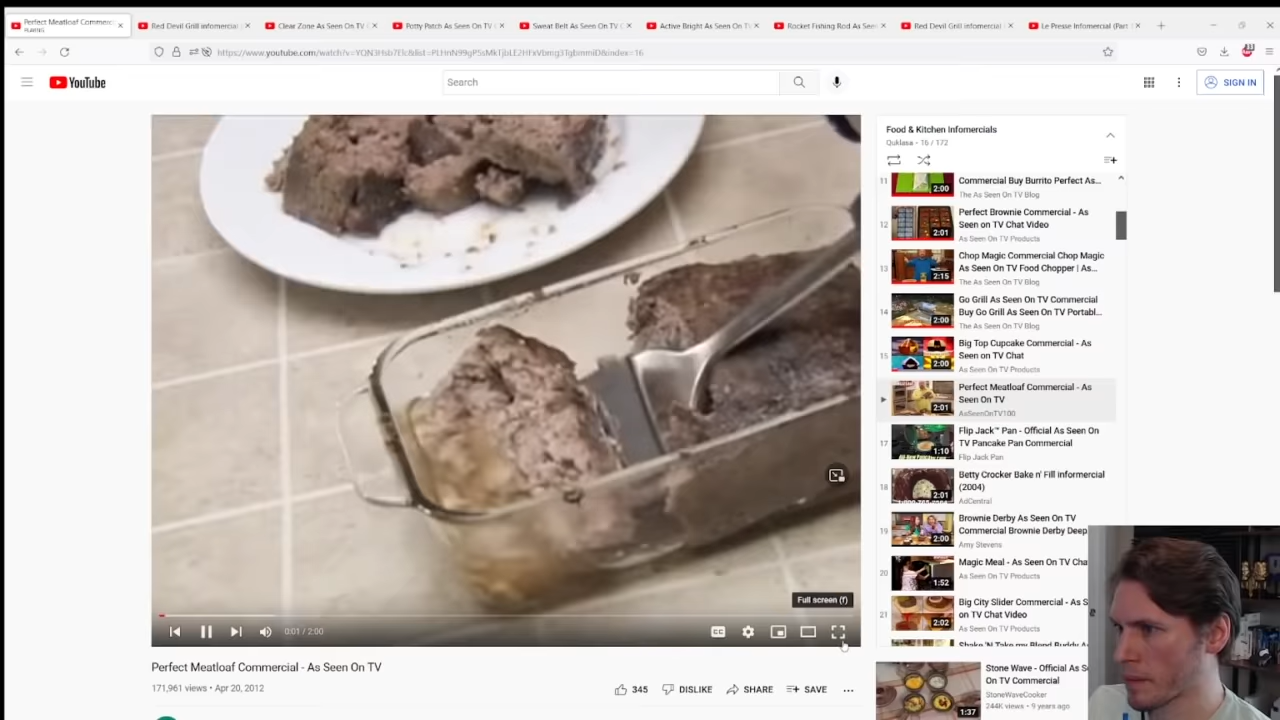 Perfect Meatloaf Commerc
PLAYING
Red Devil Grill infomercial
Clear Zone As Seen On TV
Potty Patch As Seen On TV
Sweat Belt As Seen On TV
Active Bright As Seen On TV
Rocket Fishing Rod As See
Red Devil Grill infomercial
Le Presse Infomercial (Part
YouTube
Search
SIGN IN
Food & Kitchen Infomercials
Quklasa - 16 / 172
11
2:00
Commercial Buy Burrito Perfect As...
The As Seen On TV Blog
12
2:01
Perfect Brownie Commercial - As
Seen on TV Chat Video
As Seen On TV Products
13
2:15
Chop Magic Commercial Chop Magic
As Seen On TV Food Chopper | As...
The As Seen On TV Blog
14
2:00
Go Grill As Seen On TV Commercial
Buy Go Grill As Seen On TV Portabl...
The As Seen On TV Blog
15
2:00
Big Top Cupcake Commercial - As
Seen on TV Chat
As Seen On TV Products
2:01
Perfect Meatloaf Commercial - As
Seen On TV
AsSeenOnTV100
17
1:10
Flip Jack™ Pan - Official As Seen On
TV Pancake Pan Commercial
Flip Jack Pan
18
2:01
Betty Crocker Bake n' Fill informercial
(2004)
AdCentral
19
2:00
Brownie Derby As Seen On TV
Commercial Brownie Derby Deep
Amy Stevens
20
1:52
Magic Meal - As Seen On TV Cha
As Seen On TV Products
21
2:02
Big City Slider Commercial - As S
on TV Chat Video
As Seen On TV Products
Shake 'N Take my Blend Buddy A
Full screen (f)
0:01 / 2:00
CC
Perfect Meatloaf Commercial - As Seen On TV
171,961 views • Apr 20, 2012
345
DISLIKE
SHARE
SAVE
1:37
Stone Wave - Official As S
On TV Commercial
StoneWaveCooker
244K views • 9 years ago